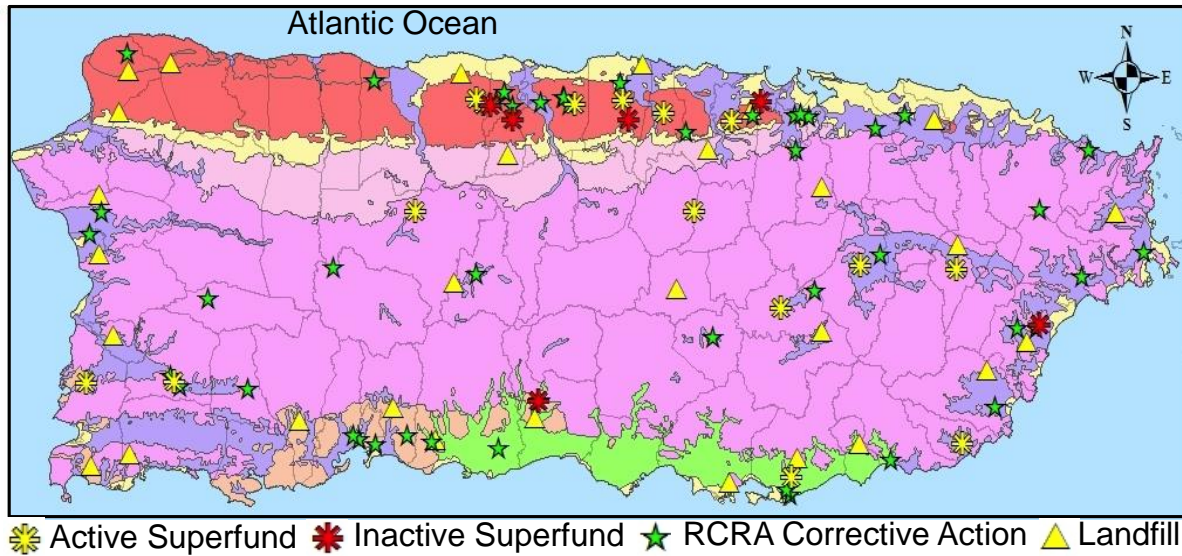 Atlantic Ocean
N
W E
S
Active Superfund Inactive Superfund RCRA Corrective Action Landfill